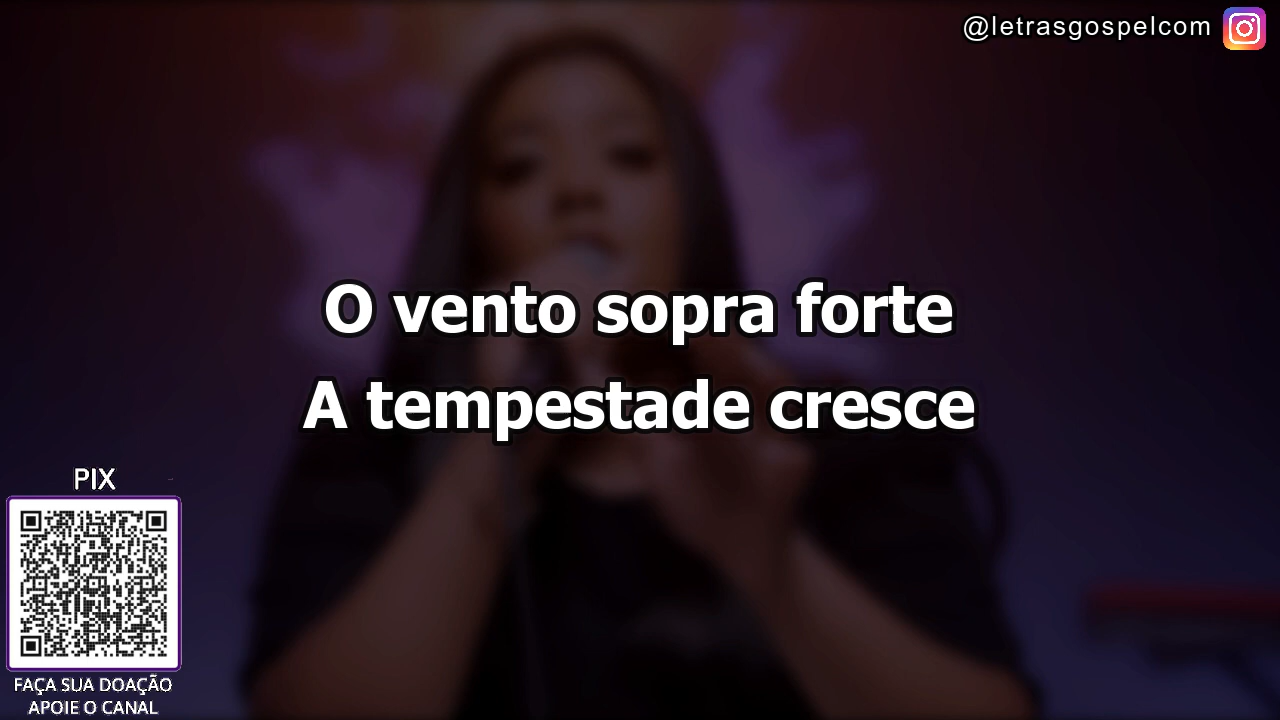 @letrasgospelcom
O vento sopra forte
A tempestade cresce
PIX
FAÇA SUA DOAÇÃO
APOIE O CANAL